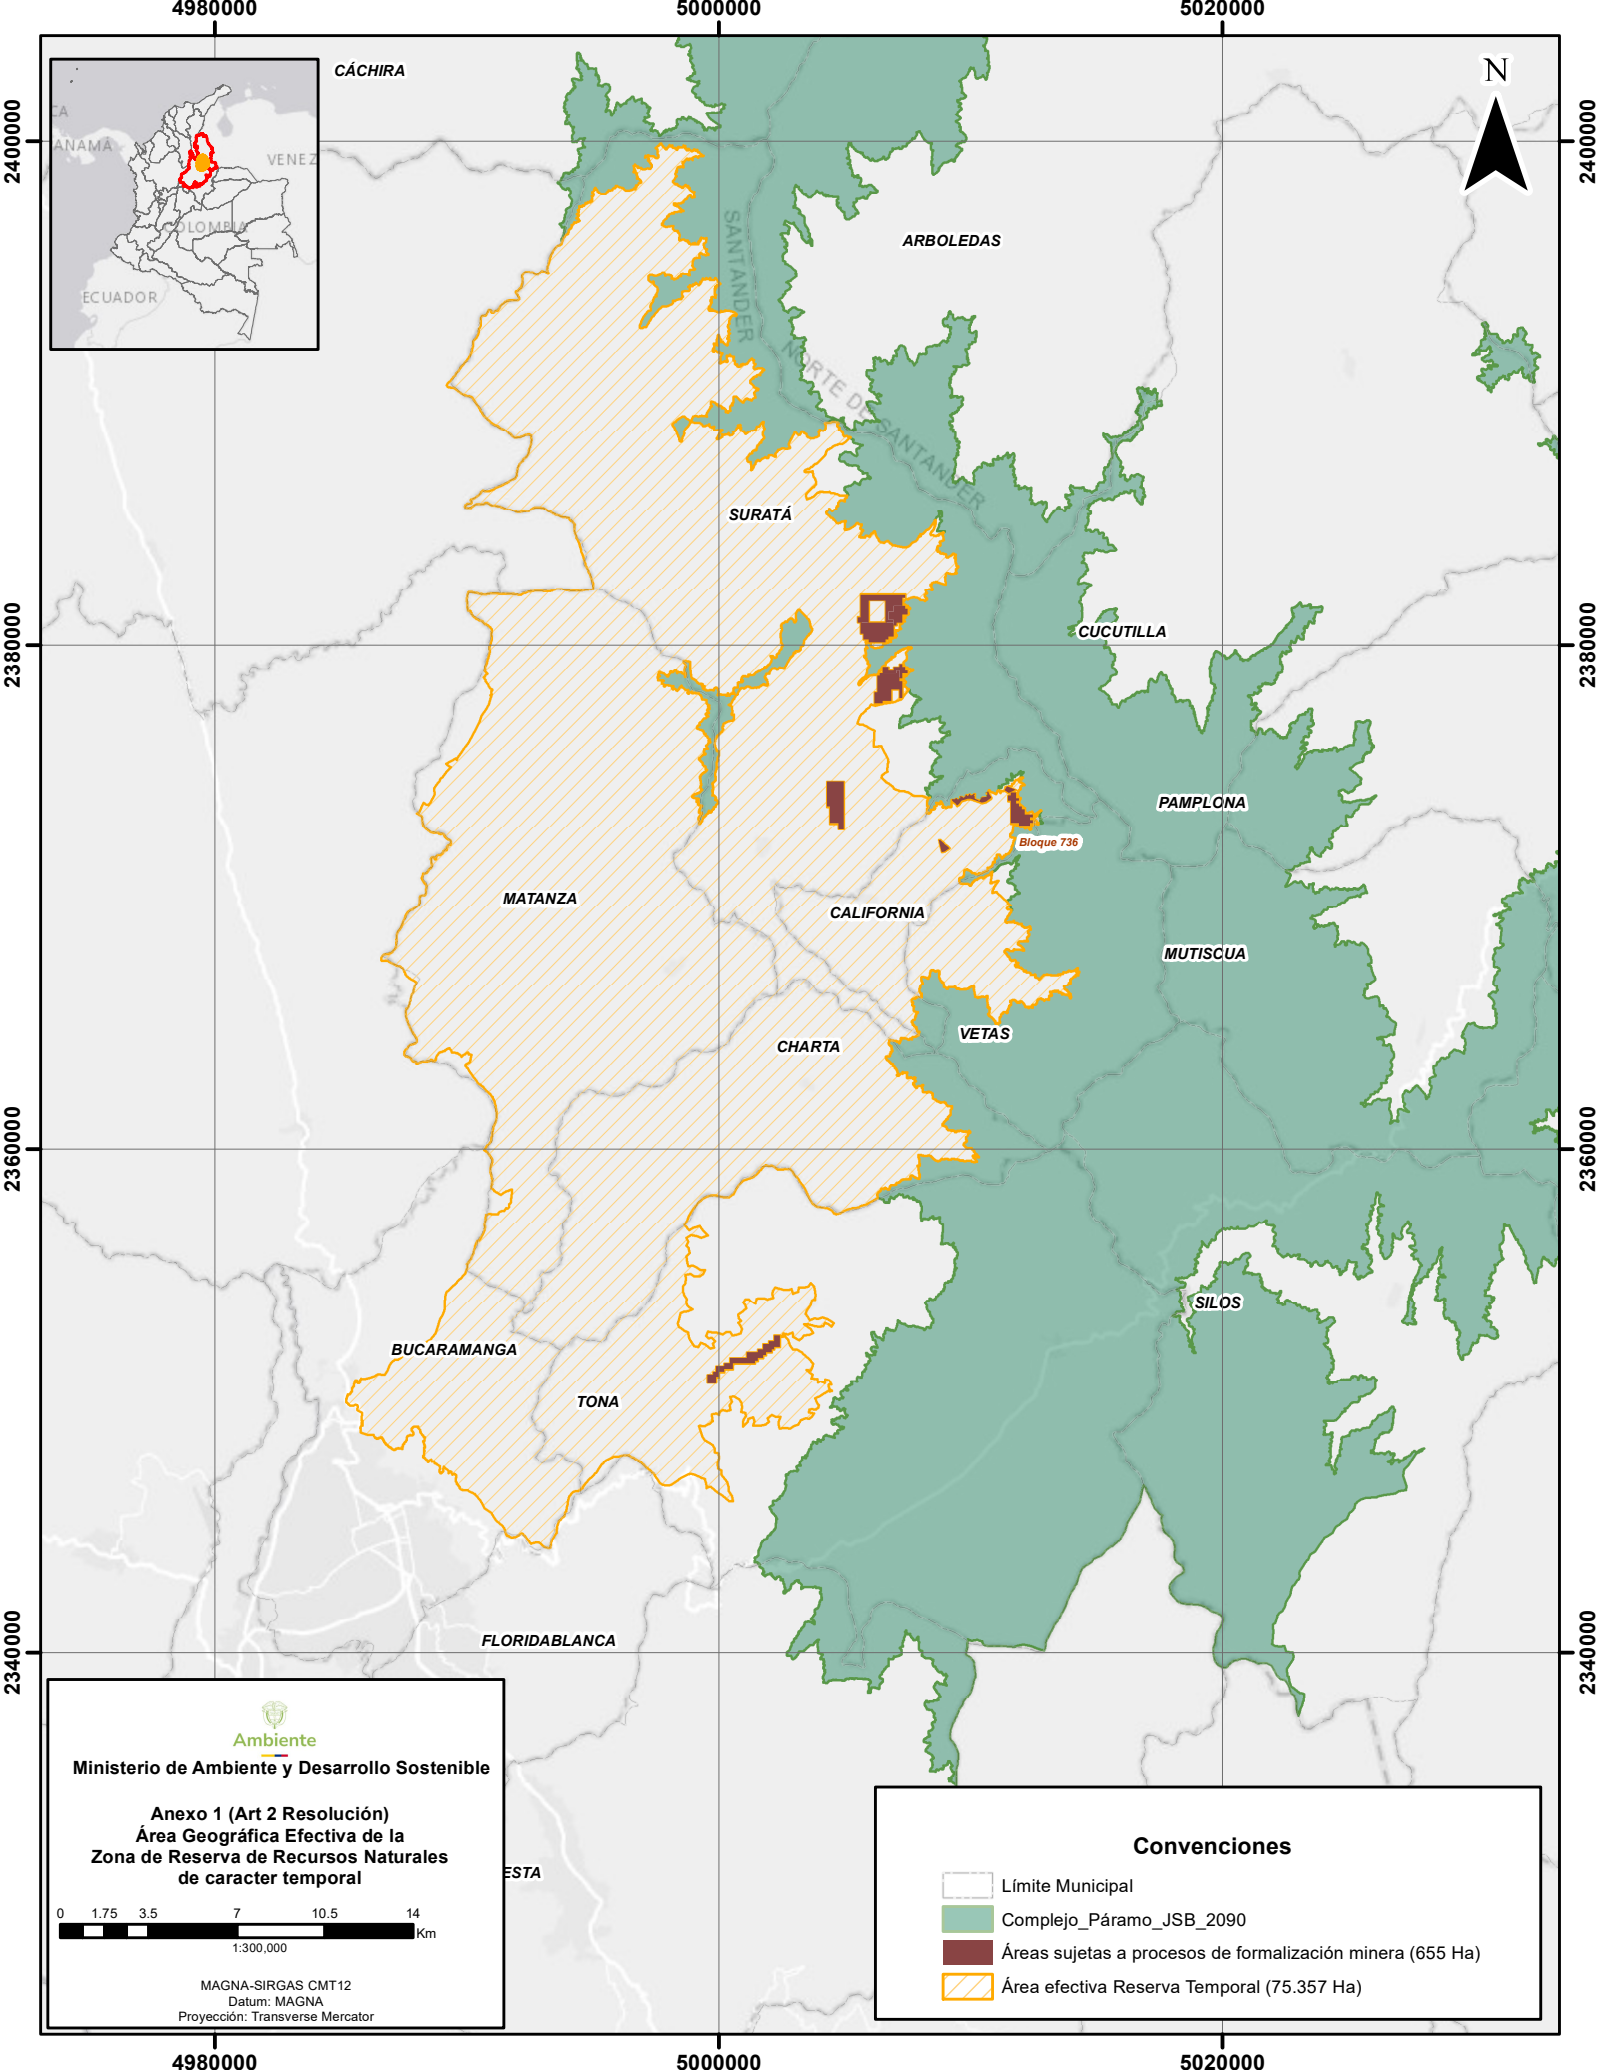 4980000
5000000
5020000
2400000
2400000
CÁCHIRA
N
CA
ANAMÁ
VENEZ
COLOMBIA
ECUADOR
SANTANDER
NORTE DE SANTANDER
ARBOLEDAS
SURATÁ
2380000
2380000
CUCUTILLA
PAMPLONA
Bloque 736
MATANZA
CALIFORNIA
MUTISCUA
VETAS
CHARTA
2360000
2360000
SILOS
BUCARAMANGA
TONA
FLORIDABLANCA
2340000
2340000
ESTA
Ambiente
Ministerio de Ambiente y Desarrollo Sostenible
Anexo 1 (Art 2 Resolución)
Área Geográfica Efectiva de la
Zona de Reserva de Recursos Naturales
de caracter temporal
0 1.75 3.5 7 10.5 14
Km
1:300,000
MAGNA-SIRGAS CMT12
Datum: MAGNA
Proyección: Transverse Mercator
Convenciones
Límite Municipal
Complejo_Páramo_JSB_2090
Áreas sujetas a procesos de formalización minera (655 Ha)
Área efectiva Reserva Temporal (75.357 Ha)
4980000
5000000
5020000